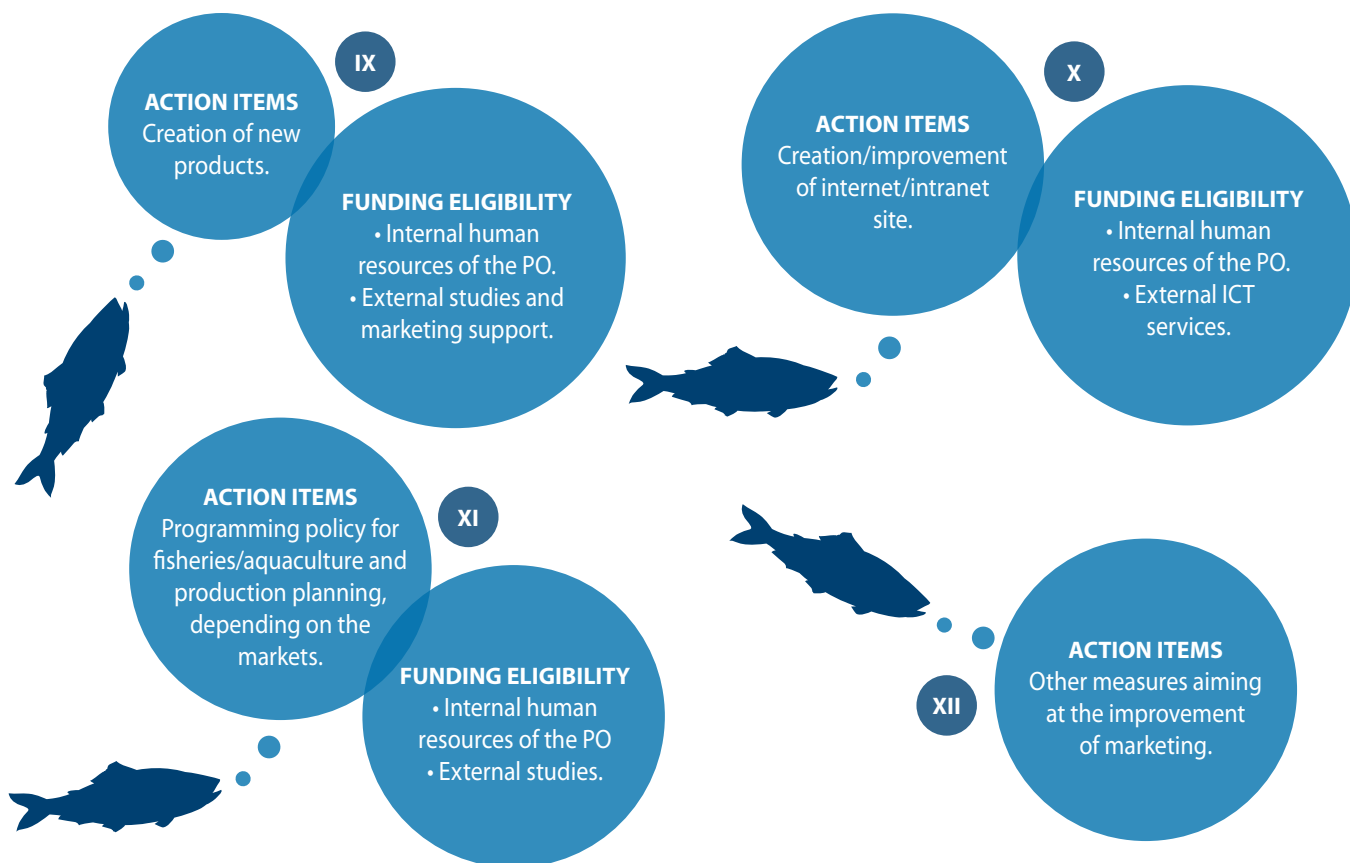 IX
ACTION ITEMS
Creation of new
products.
FUNDING ELIGIBILITY
• Internal human
resources of the PO.
• External studies and
marketing support.
X
ACTION ITEMS
Creation/improvement
of internet/intranet
site.
FUNDING ELIGIBILITY
• Internal human
resources of the PO.
• External ICT
services.
XI
ACTION ITEMS
Programming policy for
fisheries/aquaculture and
production planning,
depending on the
markets.
FUNDING ELIGIBILITY
• Internal human
resources of the PO
• External studies.
XII
ACTION ITEMS
Other measures aiming
at the improvement
of marketing.